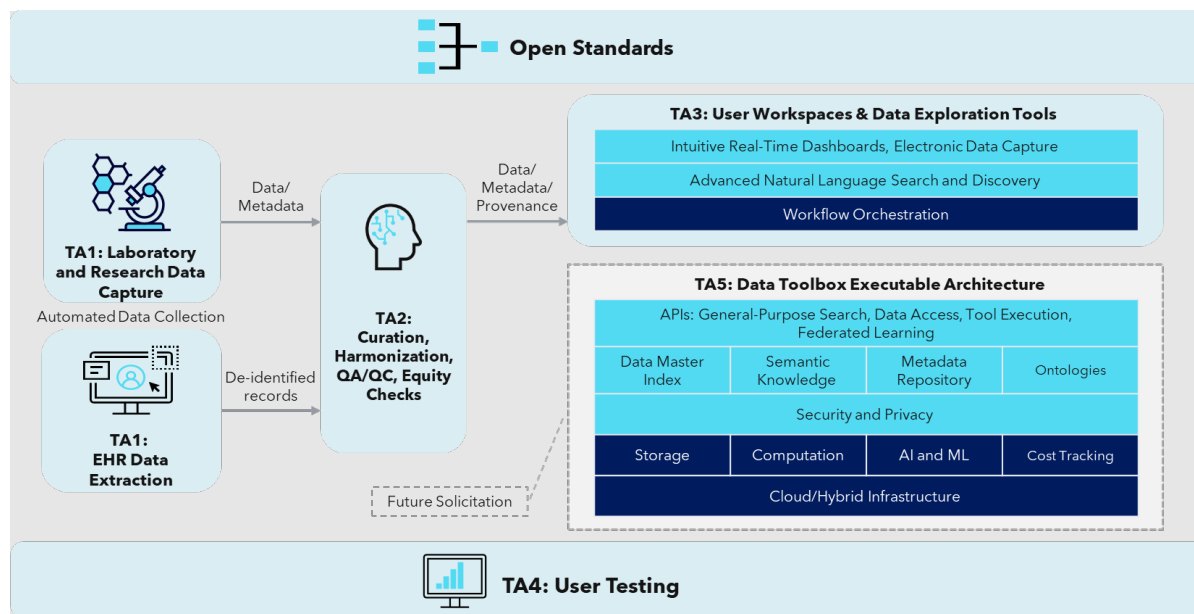 Open Standards
TA1: Laboratory
and Research Data
Capture
Automated Data Collection
TA1:
EHR Data
Extraction
Data/
Metadata
De-identified
records
TA2:
Curation,
Harmonization,
QA/QC, Equity
Checks
Data/
Metadata/
Provenance
TA3: User Workspaces & Data Exploration Tools
Intuitive Real-Time Dashboards, Electronic Data Capture
Advanced Natural Language Search and Discovery
Workflow Orchestration
TA5: Data Toolbox Executable Architecture
APIs: General-Purpose Search, Data Access, Tool Execution,
Federated Learning
Data Master
Index
Semantic
Knowledge
Metadata
Repository
Ontologies
Security and Privacy
Storage
Computation
AI and ML
Cost Tracking
Cloud/Hybrid Infrastructure
Future Solicitation
TA4: User Testing